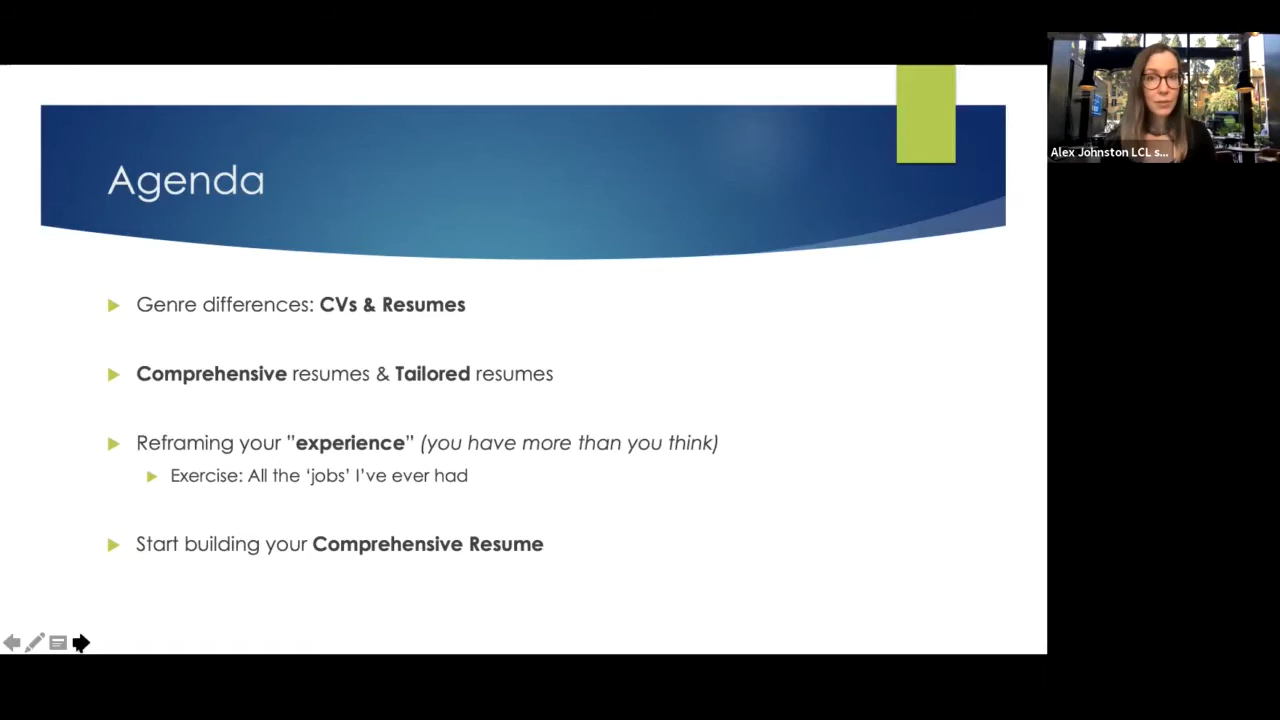 Agenda
Genre differences: CVs & Resumes
Comprehensive resumes & Tailored resumes
Reframing your ”experience” (you have more than you think)
Exercise: All the ‘jobs’ I’ve ever had
Start building your Comprehensive Resume
Alex Johnston LCL s...